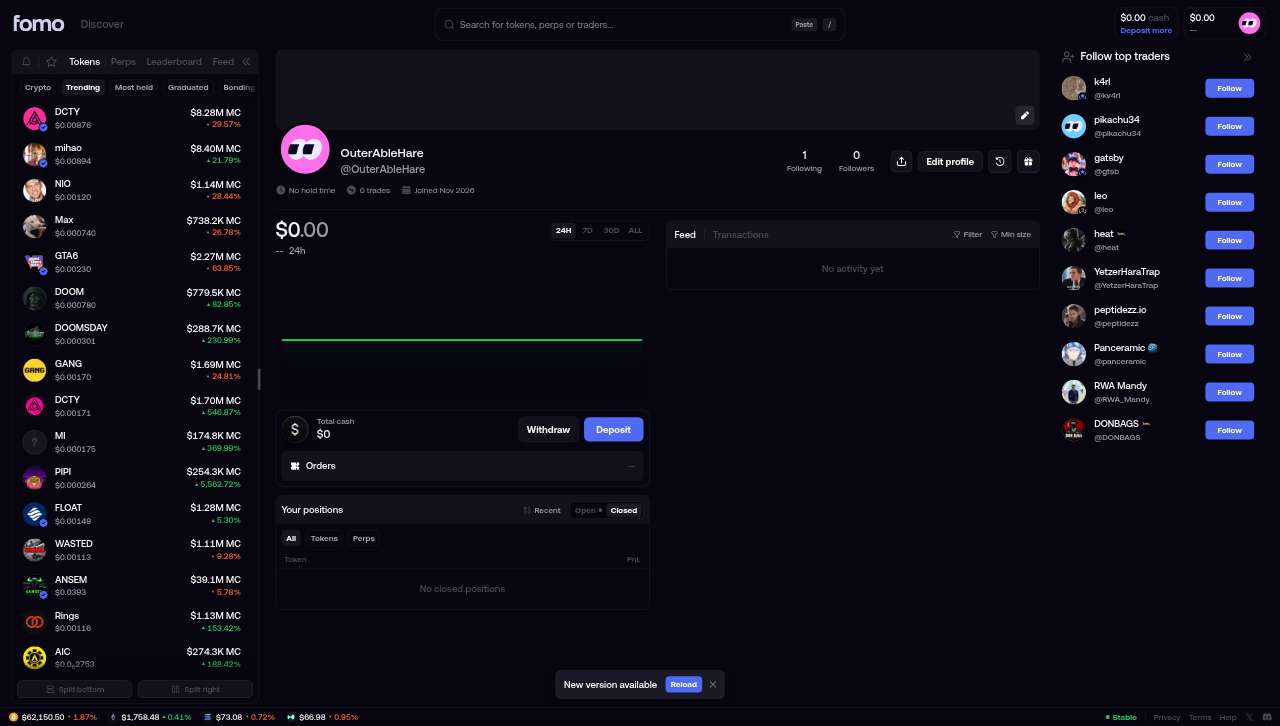 fomo
Discover
Search for tokens, perps or traders...
Paste
/
$0.00 cash
Deposit more
$0.00
—
Tokens
Perps
Leaderboard
Feed
Crypto
Trending
Most held
Graduated
Bonding
DCTY
$0.00876
$8.28M MC
29.57%
mihao
$0.00894
$8.40M MC
21.79%
NIO
$0.00120
$1.14M MC
28.44%
Max
$0.000740
$738.2K MC
26.78%
GTA6
$0.00230
$2.27M MC
63.85%
DOOM
$0.000780
$779.5K MC
82.85%
DOOMSDAY
$0.000301
$288.7K MC
230.99%
GANG
GANG
$0.00170
$1.69M MC
24.81%
DCTY
$0.00171
$1.70M MC
546.87%
?
MI
$0.000175
$174.8K MC
369.99%
PIPI
$0.000264
$254.3K MC
5,562.72%
FLOAT
$0.00149
$1.28M MC
5.30%
WASTED
$0.00113
$1.11M MC
9.28%
ANSEM
$0.0393
$39.1M MC
5.78%
Rings
$0.00116
$1.13M MC
153.42%
AIC
$0.0₆2753
$274.3K MC
188.42%
Split bottom
Split right
OuterAbleHare
@OuterAbleHare
No hold time
0 trades
Joined Nov 2026
1
Following
0
Followers
Edit profile
$0.00
-- 24h
24H
7D
30D
ALL
Total cash
$0
$
Withdraw
Deposit
Orders
—
Your positions
Recent
Open
Closed
All
Tokens
Perps
Token
PnL
No closed positions
Feed
Transactions
Filter
Min size
No activity yet
Follow top traders
k4rl
@kv4rl
Follow
pikachu34
@pikachu34
Follow
gatsby
@gtsb
Follow
leo
@leo
Follow
heat
@heat
Follow
YetzerHaraTrap
@YetzerHaraTrap
Follow
peptidezz.io
@peptidezz
Follow
Panceramic
@panceramic
Follow
RWA Mandy
@RWA_Mandy
Follow
DONBAGS
@DONBAGS
Follow
New version available
Reload
$62,150.50 1.87%
$1,758.48 0.41%
$73.08 0.72%
$66.98 0.95%
Stable
Privacy
Terms
Help